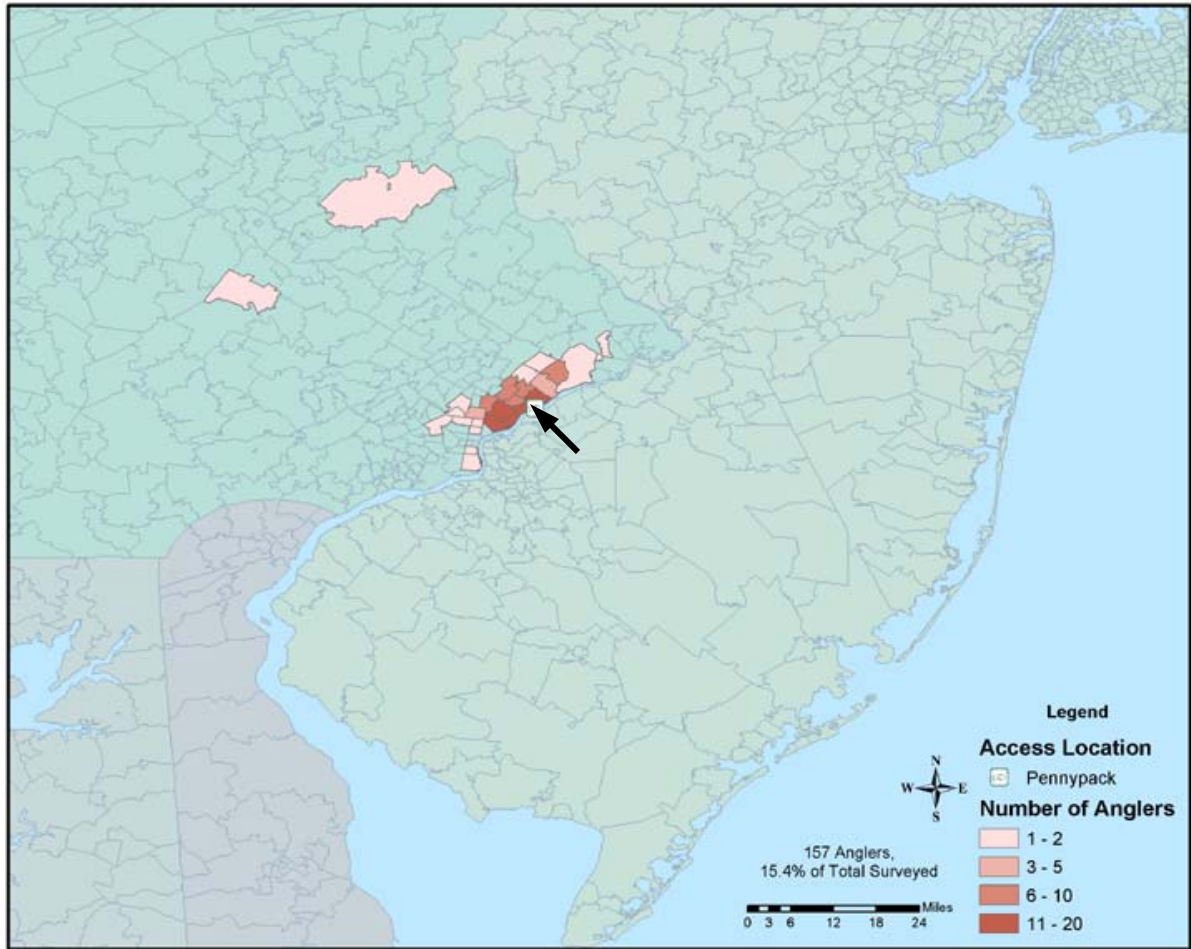 Legend
Access Location
Pennypack
Number of Anglers
1 - 2
3 - 5
6 - 10
11 - 20
N
W E
S
157 Anglers,
15.4% of Total Surveyed
Miles
0 3 6 12 18 24